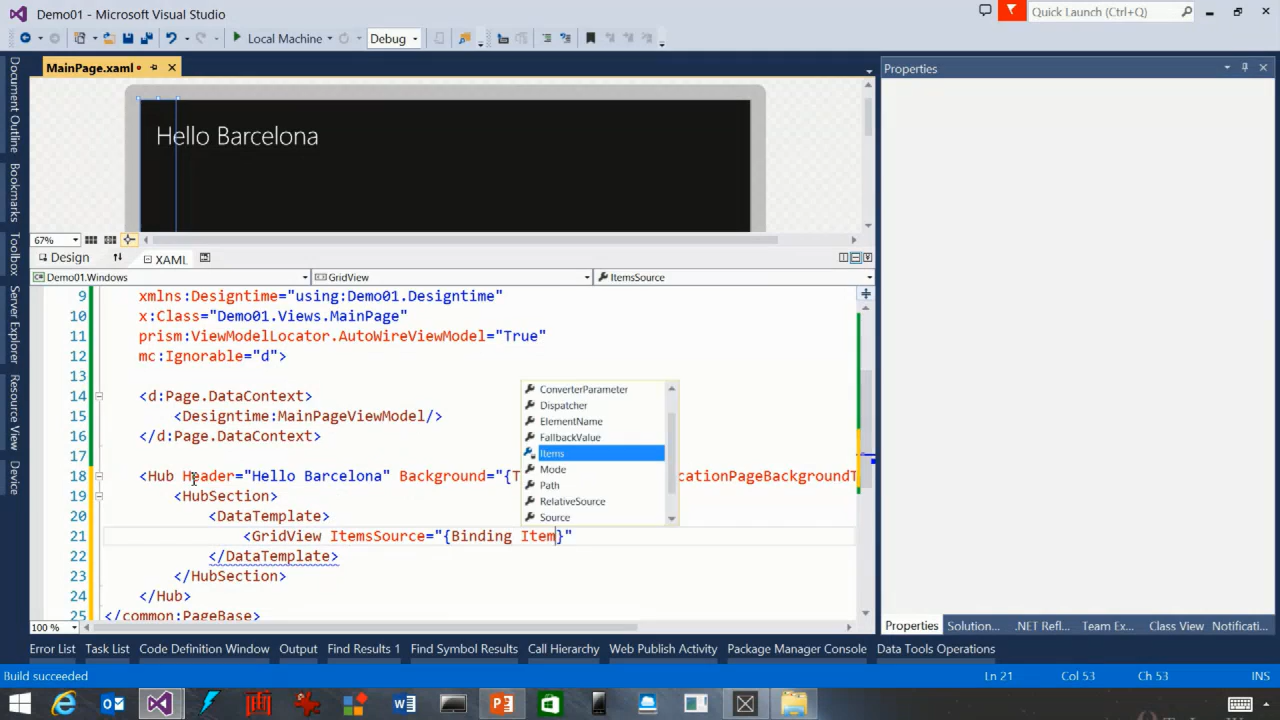 Demo01 - Microsoft Visual Studio
Quick Launch (Ctrl+Q)
Local Machine
Debug
MainPage.xaml
Properties
Document Outline
Validation Parts
Toolbox
Server Explorer
Resource View
Device
Hello Barcelona
67%
Design
XAML
Demo01.Windows
GridView
ItemsSource
9 xmlns:Designtime="using:Demo01.Designtime"
10 x:Class="Demo01.Views.MainPage"
11 prism:ViewModelLocator.AutoWireViewModel="True"
12 mc:Ignorable="d">
13
14 <d:Page.DataContext>
15 <Designtime:MainPageViewModel/>
16 </d:Page.DataContext>
17
18 <Hub Header="Hello Barcelona" Background="{T cationPageBackgroundT
19 <HubSection>
20 <DataTemplate>
21 <GridView ItemsSource="{Binding Item}"
22 </DataTemplate>
23 </HubSection>
24 </Hub>
25 </common:PageBase>
ConverterParameter
Dispatcher
ElementName
FallbackValue
Items
Mode
Path
RelativeSource
Source
100 %
Properties Solution... .NET Refl... Team Ex... Class View Notificati...
Error List Task List Code Definition Window Output Find Results 1 Find Symbol Results Call Hierarchy Web Publish Activity Package Manager Console Data Tools Operations
Build succeeded
Ln 21 Col 53 Ch 53 INS